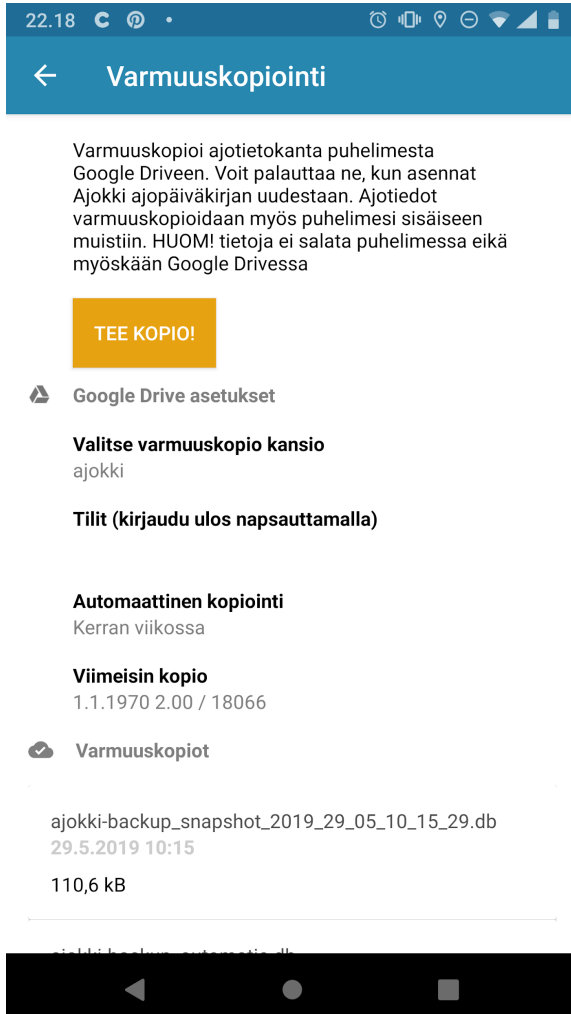 22.18
Varmuuskopiointi
Varmuuskopioi ajotietokanta puhelimesta
Google Driveen. Voit palauttaa ne, kun asennat
Ajokki ajopäiväkirjan uudestaan. Ajotiedot
varmuuskopioidaan myös puhelimesi sisäiseen
muistiin. HUOM! tietoja ei salata puhelimessa eikä
myöskään Google Drivessa
TEE KOPIO!
Google Drive asetukset
Valitse varmuuskopio kansio
ajokki
Tilit (kirjaudu ulos napsauttamalla)
Automaattinen kopiointi
Kerran viikossa
Viimeisin kopio
1.1.1970 2.00 / 18066
Varmuuskopiot
ajokki-backup_snapshot_2019_29_05_10_15_29.db
29.5.2019 10:15
110,6 kB